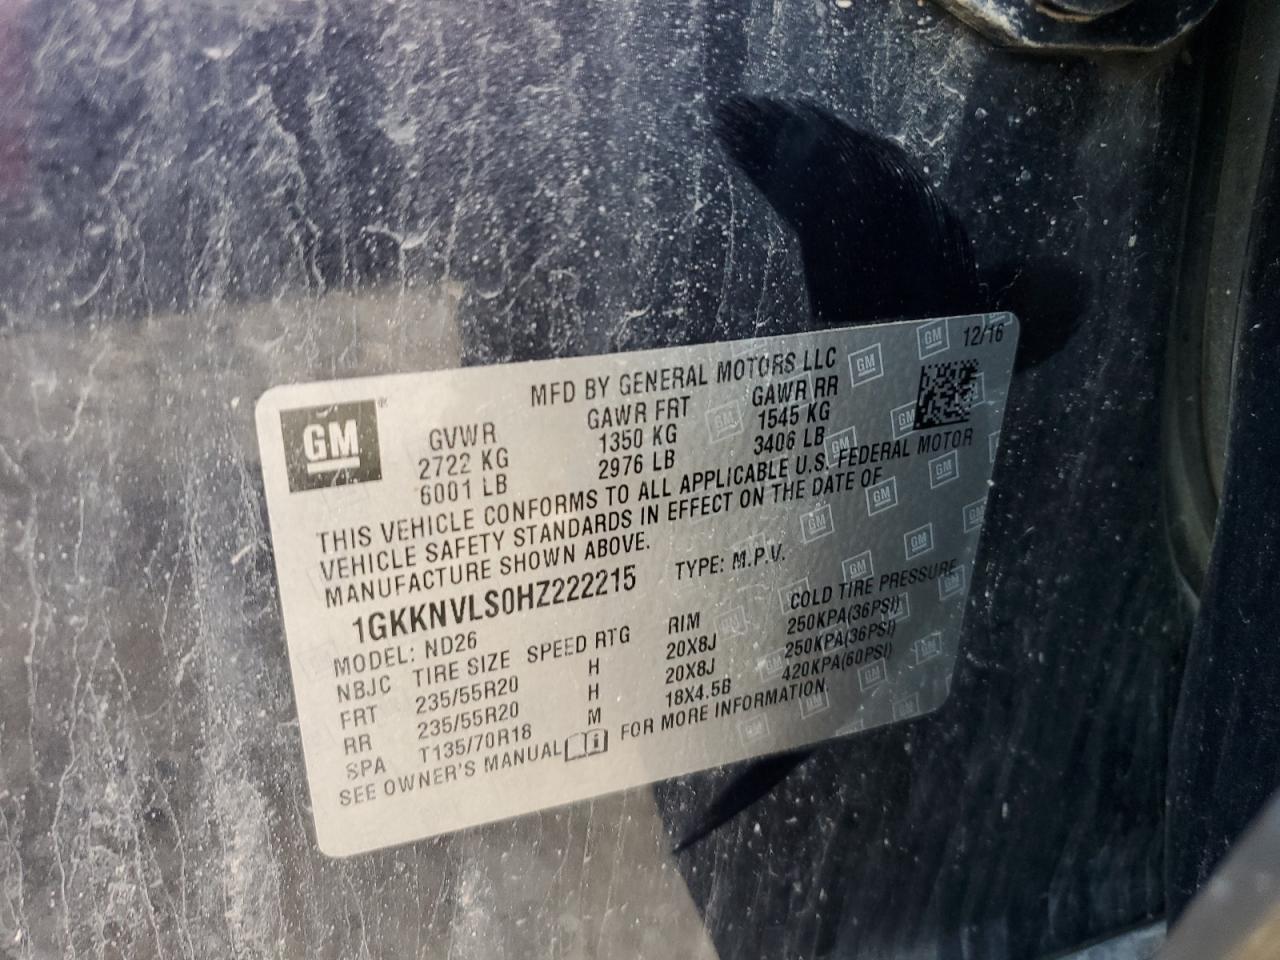 12/16
MFD BY GENERAL MOTORS LLC
GM
GVWR GAWR FRT GAWR RR
2722 KG 1350 KG 1545 KG
6001 LB 2976 LB 3406 LB
THIS VEHICLE CONFORMS TO ALL APPLICABLE U.S. FEDERAL MOTOR
VEHICLE SAFETY STANDARDS IN EFFECT ON THE DATE OF
MANUFACTURE SHOWN ABOVE.
1GKKNVLS0HZ222215 TYPE: M.P.V.
MODEL: ND26
NBJC TIRE SIZE SPEED RTG RIM COLD TIRE PRESSURE
FRT 235/55R20 H 20X8J 250KPA(36PSI)
RR 235/55R20 H 20X8J 250KPA(36PSI)
SPA T135/70R18 M 18X4.5B 420KPA(60PSI)
SEE OWNER'S MANUAL FOR MORE INFORMATION.